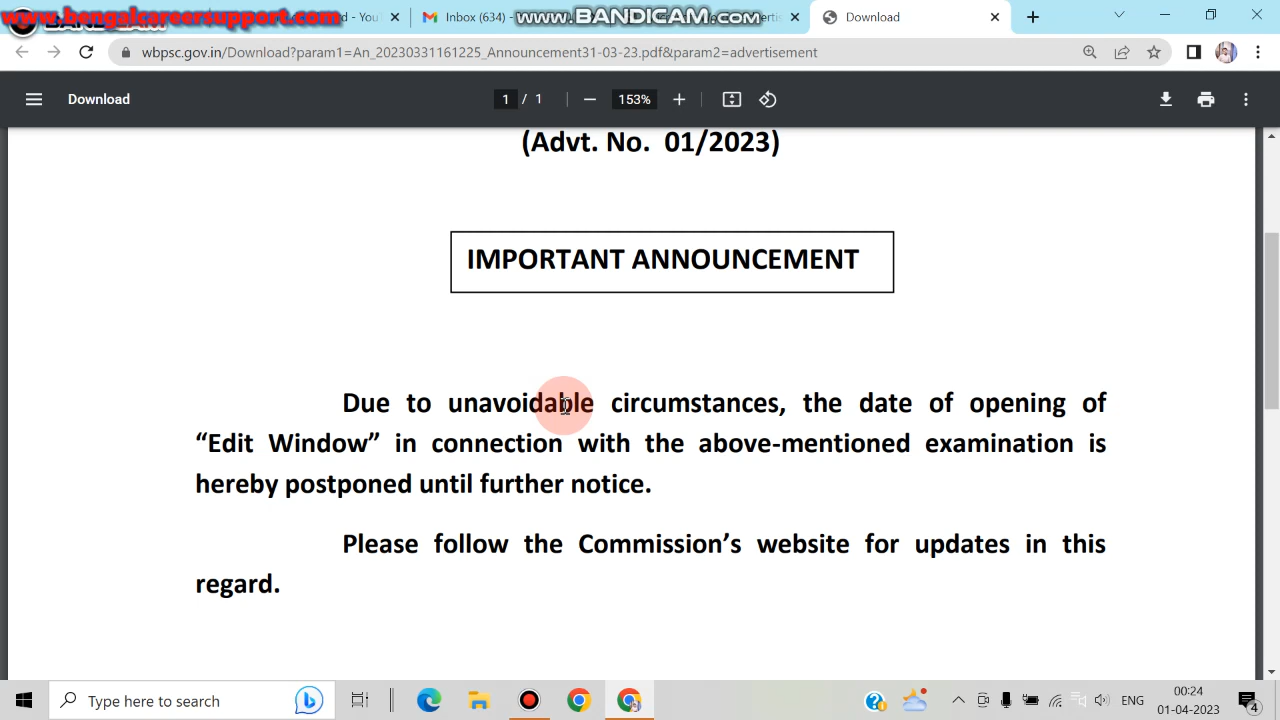 www.bengalcareersupport.com
www.BANDICAM.com
Inbox (634) -
Download
wbpsc.gov.in/Download?param1=An_20230331161225_Announcement31-03-23.pdf&param2=advertisement
Download
1 / 1
153%
(Advt. No. 01/2023)
IMPORTANT ANNOUNCEMENT
Due to unavoidable circumstances, the date of opening of
“Edit Window” in connection with the above-mentioned examination is
hereby postponed until further notice.
Please follow the Commission’s website for updates in this
regard.
Type here to search
ENG
00:24
01-04-2023
4